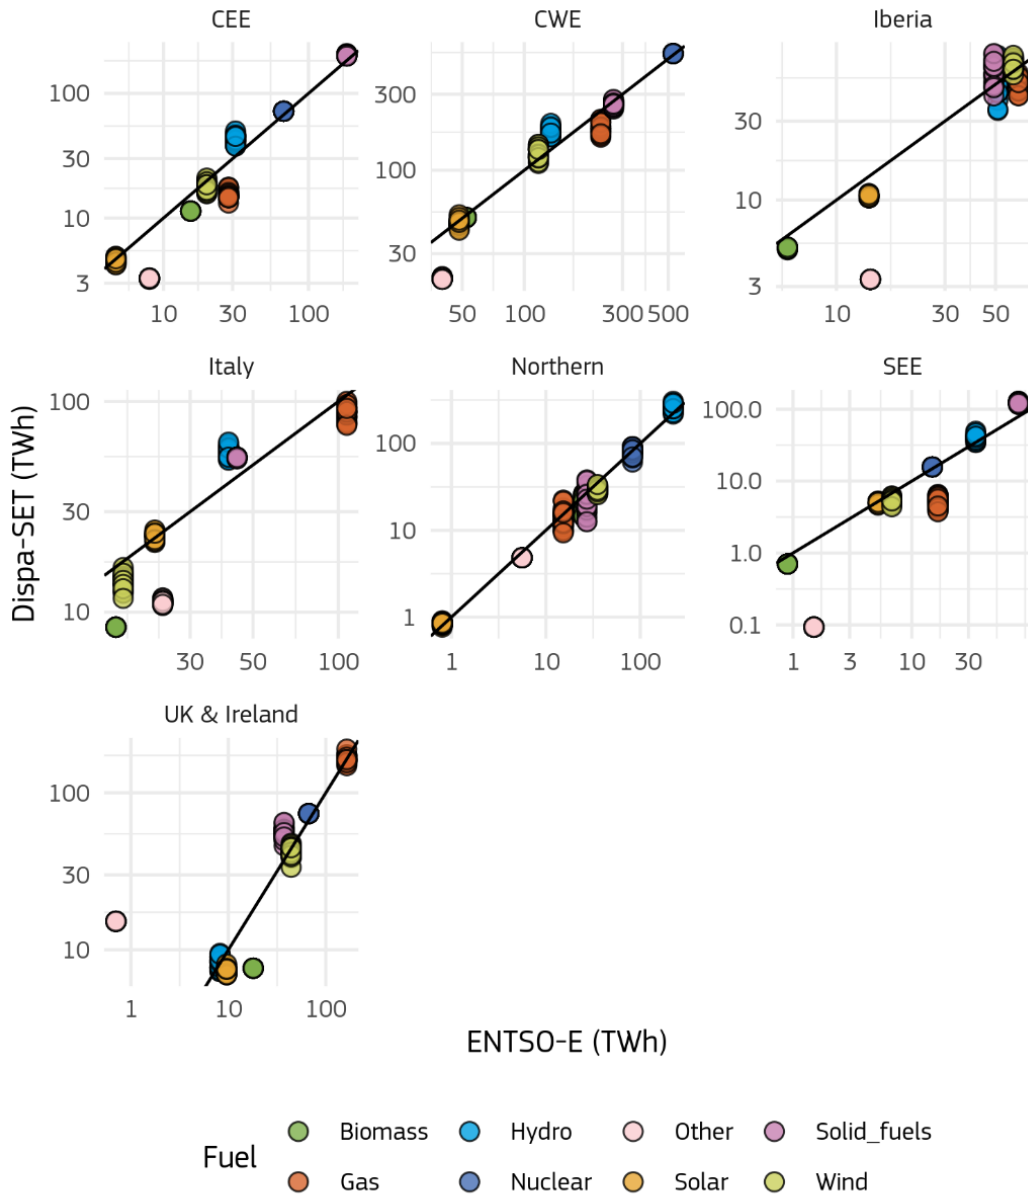 CEE CWE Iberia
100
30
10
3
10 30 100
300
100
30
50 100 300 500
30
10
3
10 30 50
Italy Northern SEE
100
30
10
30 50 100
100
10
1
1 10 100
100.0
10.0
1.0
0.1
1 3 10 30
UK & Ireland
100
30
10
1 10 100
Dispa-SET (TWh)
ENTSO-E (TWh)
Fuel
Biomass Hydro Other Solid_fuels
Gas Nuclear Solar Wind